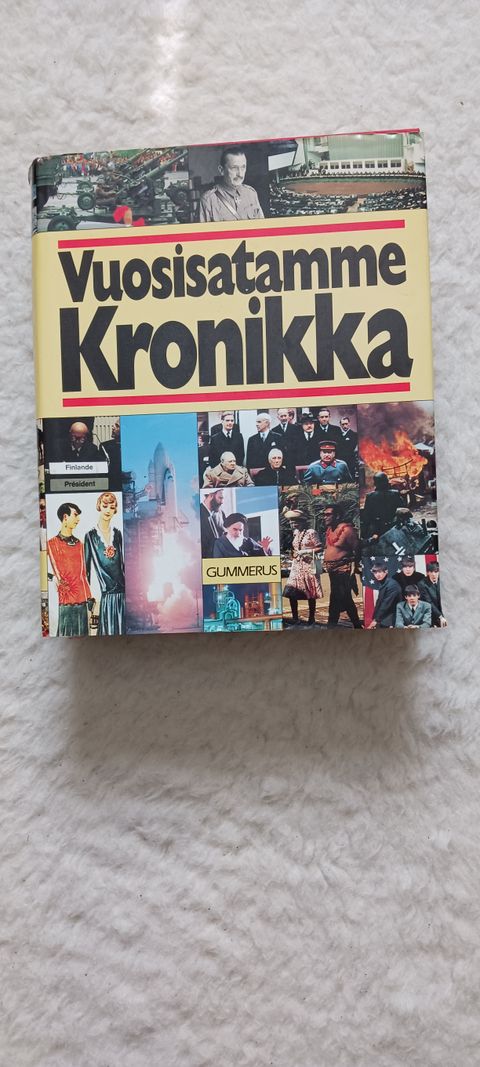 Vuosisatamme
Kronikka
Finlande
Président
GUMMERUS